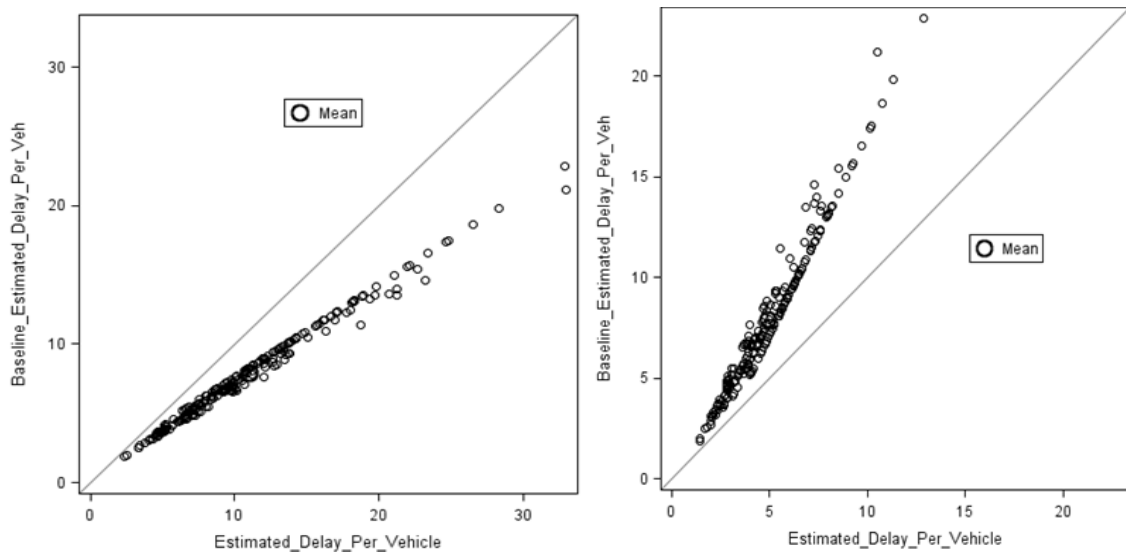 Baseline_Estimated_Delay_Per_Veh
30
20
10
0
Mean
0 10 20 30
Estimated_Delay_Per_Vehicle
Baseline_Estimated_Delay_Per_Veh
20
15
10
5
0
Mean
0 5 10 15 20
Estimated_Delay_Per_Vehicle